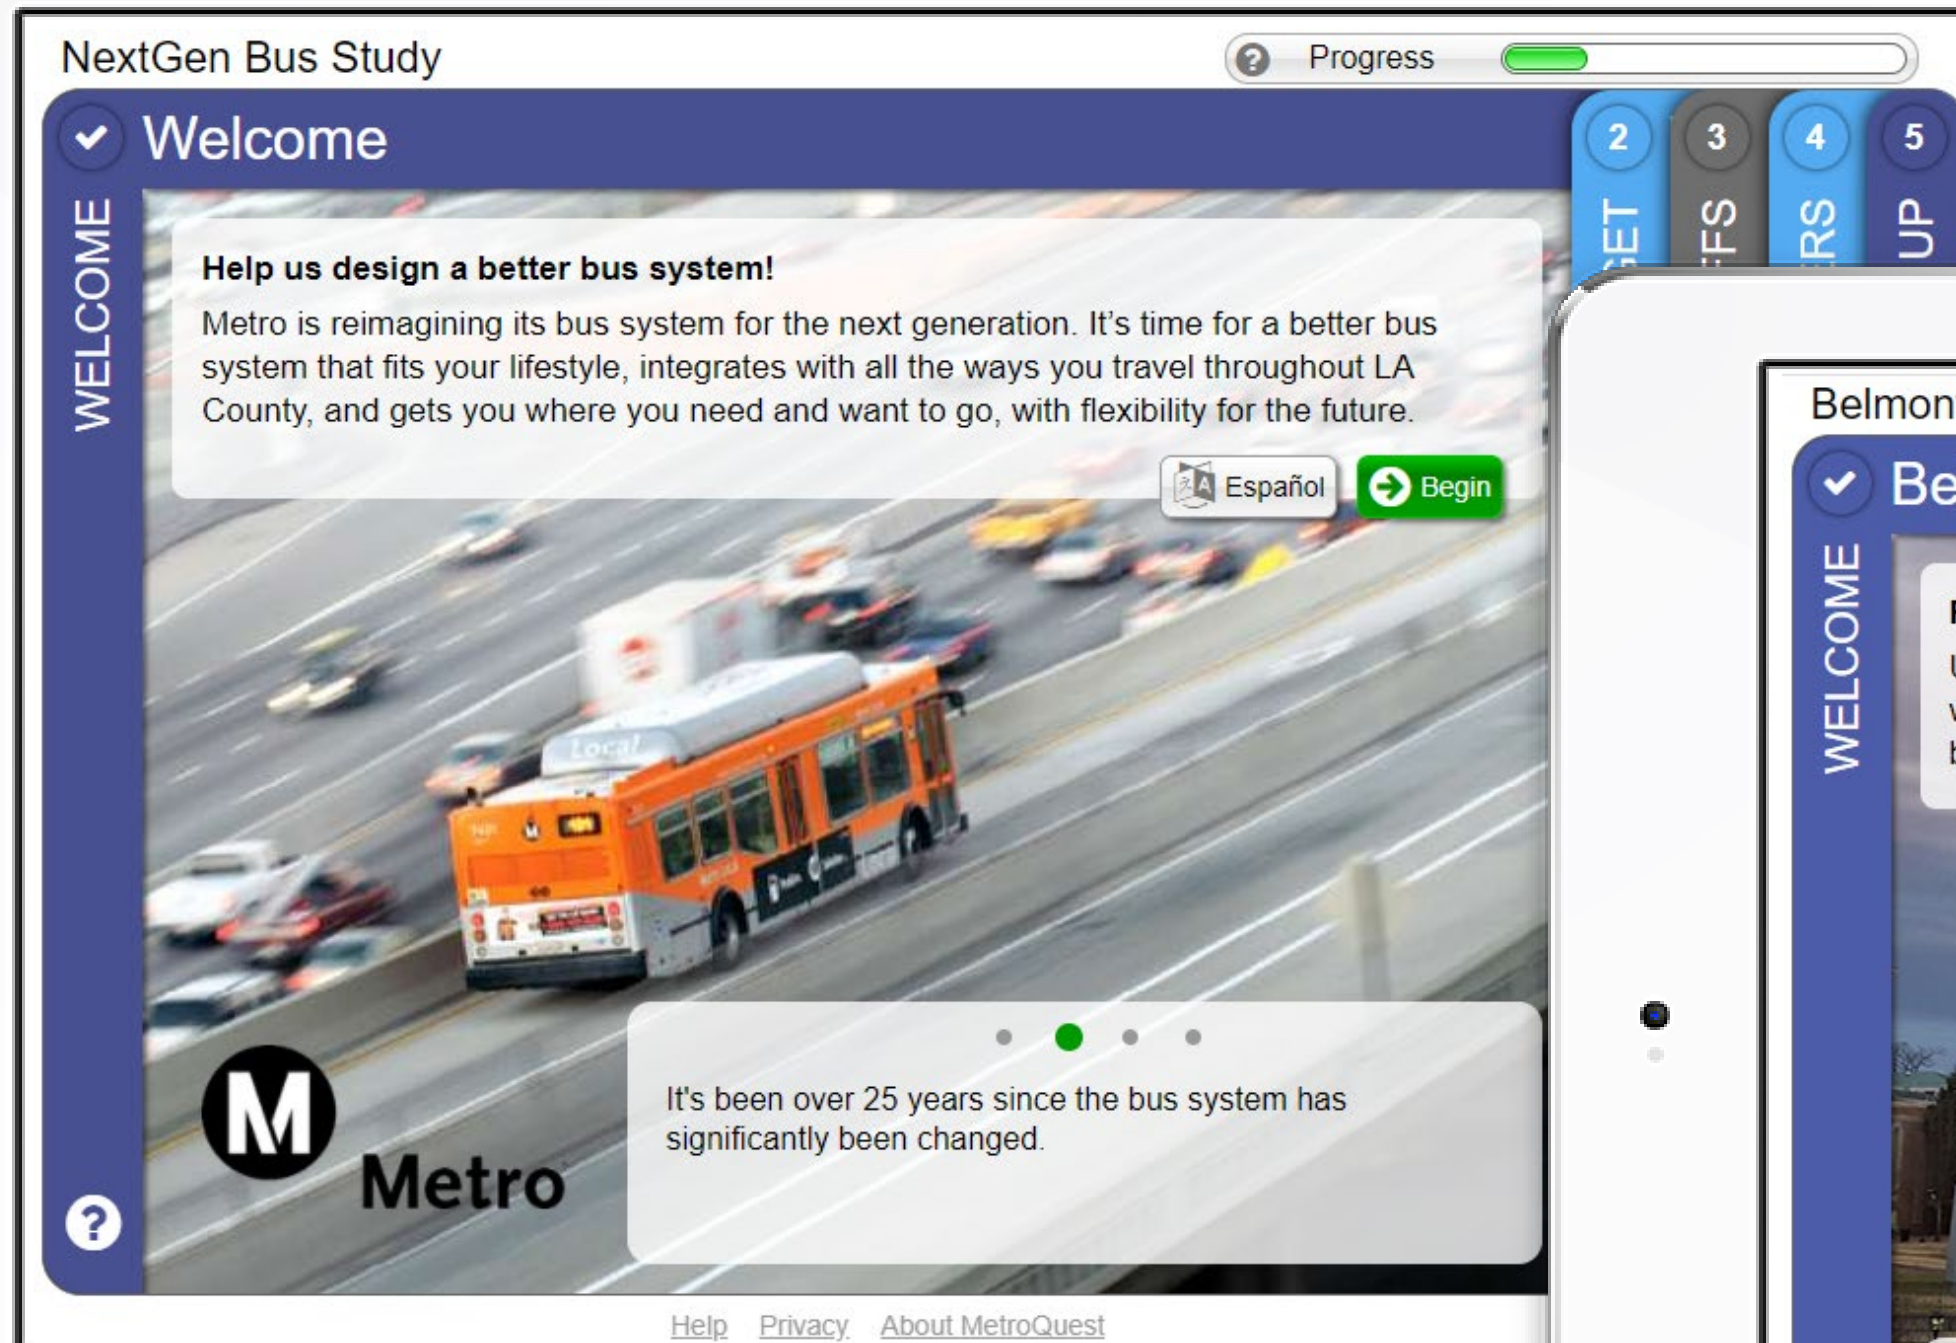 NextGen Bus Study
Progress
Welcome
WELCOME
2
3
4
5
UP
Help us design a better bus system!
Metro is reimagining its bus system for the next generation. It’s time for a better bus
system that fits your lifestyle, integrates with all the ways you travel throughout LA
County, and gets you where you need and want to go, with flexibility for the future.
Español
Begin
Local
It's been over 25 years since the bus system has
significantly been changed.
M
Metro
Help Privacy About MetroQuest
Belmon
Be
WELCOME